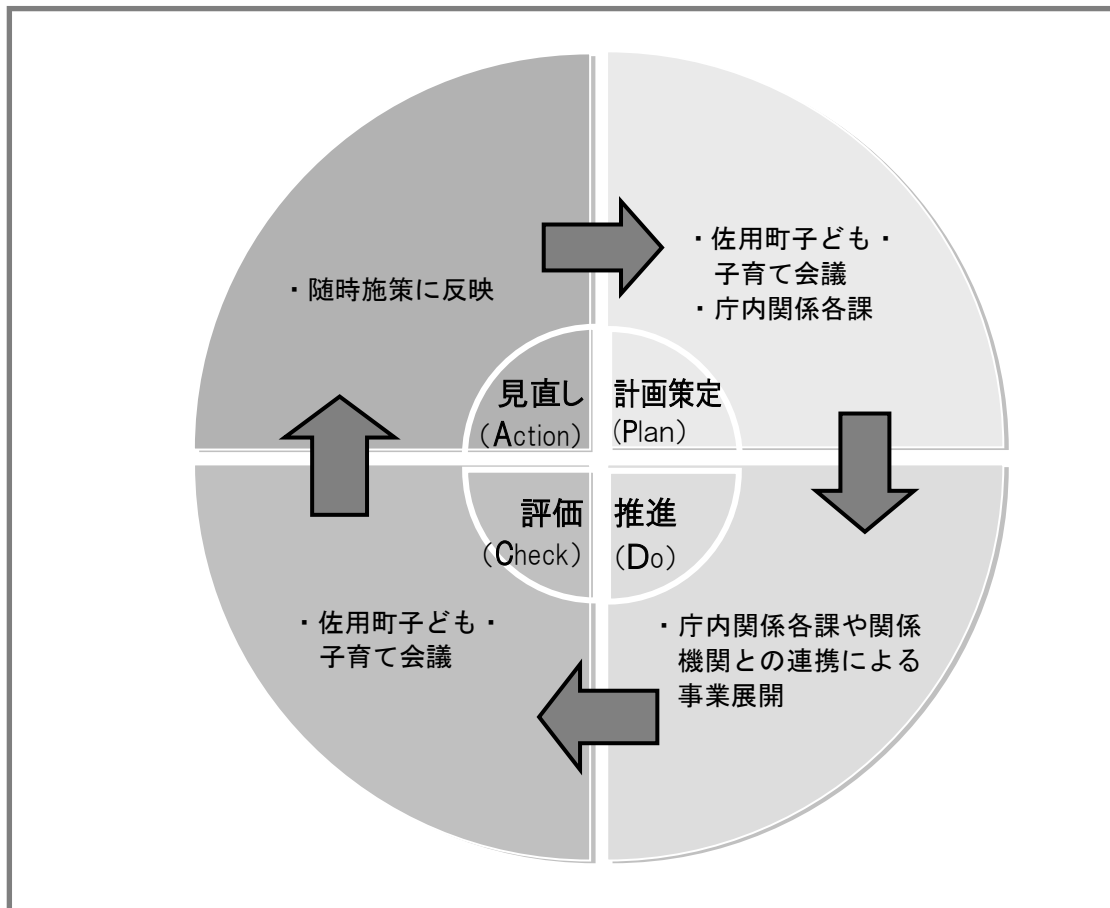 ・佐用町子ども・
子育て会議
・庁内関係各課
・随時施策に反映
見直し
(Action)
計画策定
(Plan)
評価
(Check)
推進
(Do)
・佐用町子ども・
子育て会議
・庁内関係各課や関係
機関との連携による
事業展開